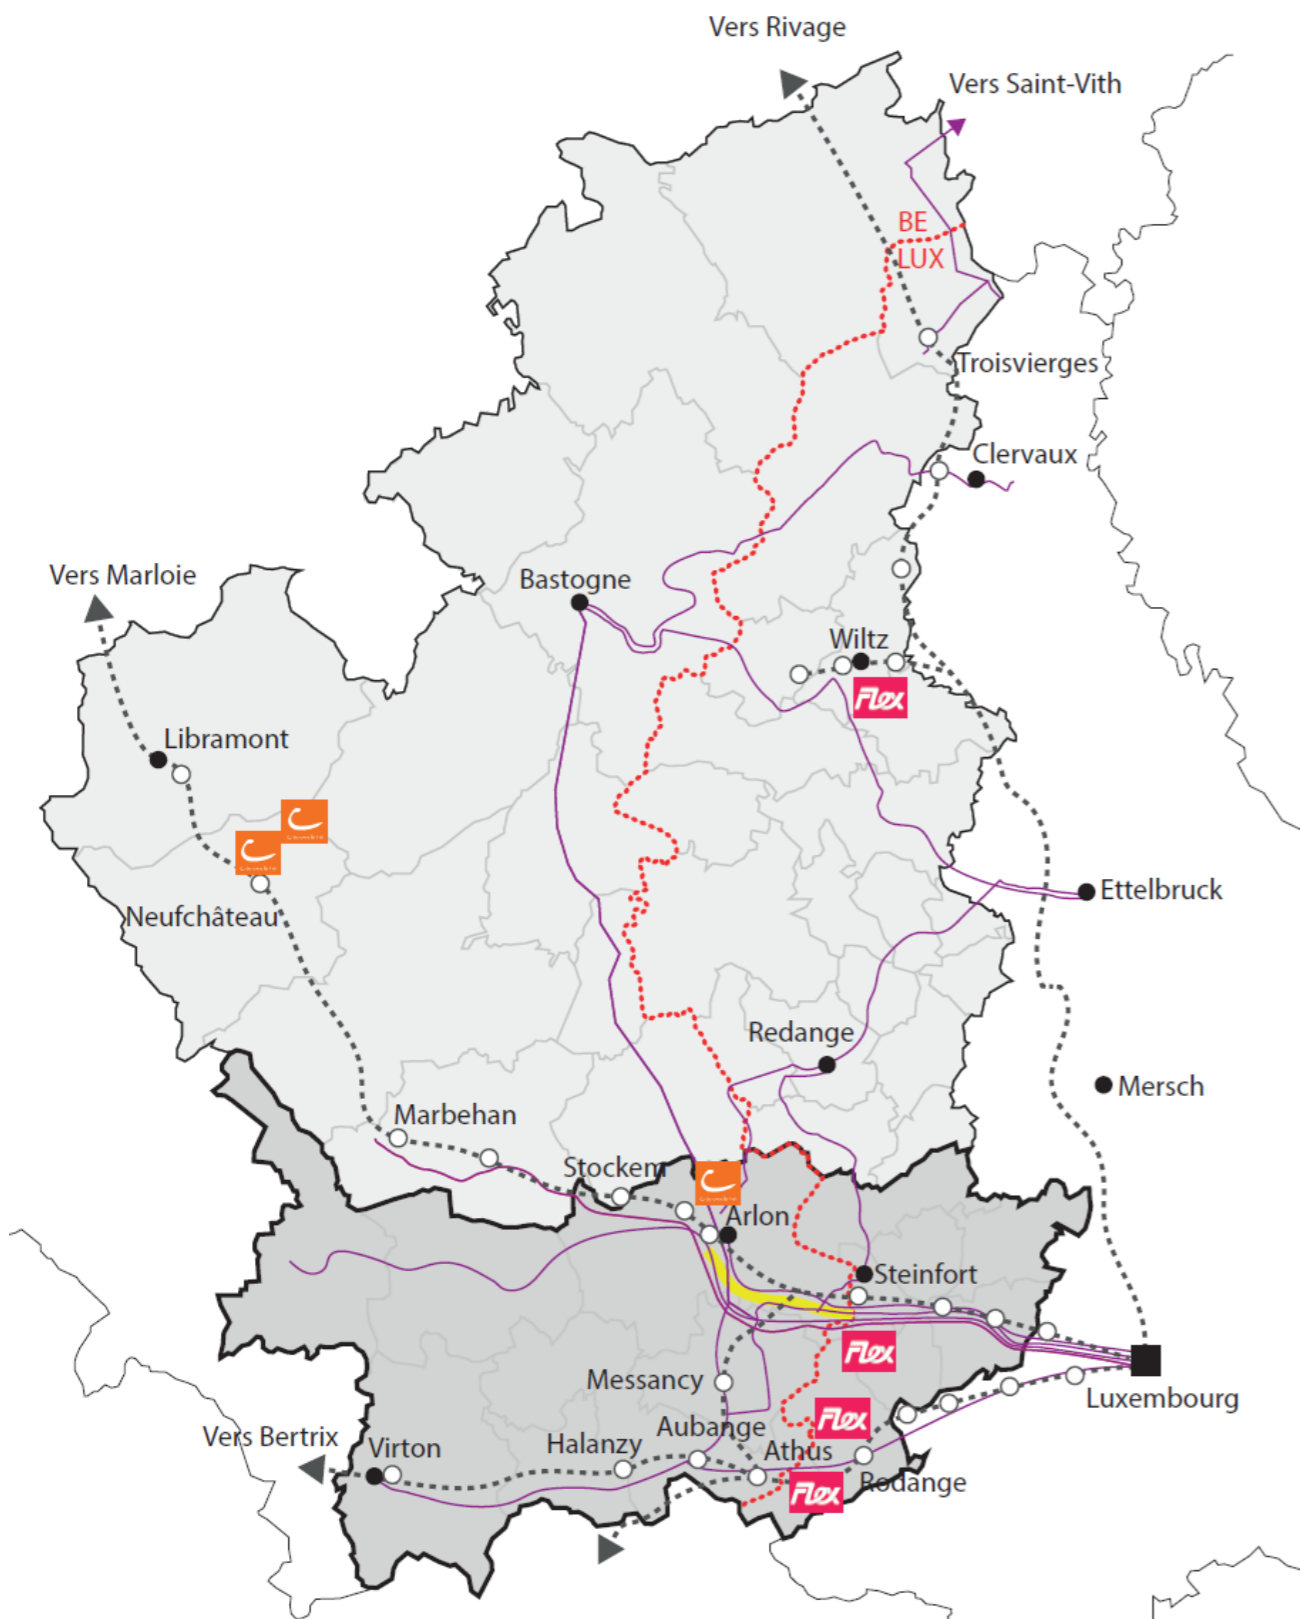 Vers Rivage
Vers Saint-Vith
BE
LUX
Troisvierges
Clervaux
Vers Marloie
Bastogne
Wiltz
Flex
Libramont
Ettelbruck
Neufchâteau
Redange
Mersch
Marbehan
Stockem
Arlon
Steinfort
Flex
Messancy
Luxembourg
Flex
Aubange
Vers Bertrix
Virton
Halanzy
Athus
Rodange
Flex